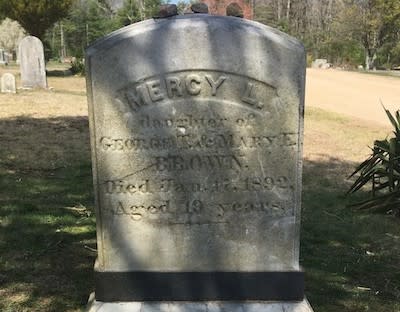 MERCY L.
daughter of
GEORGE T. & MARY E.
BROWN,
Died Jan. 17, 1892,
Aged 19 years.